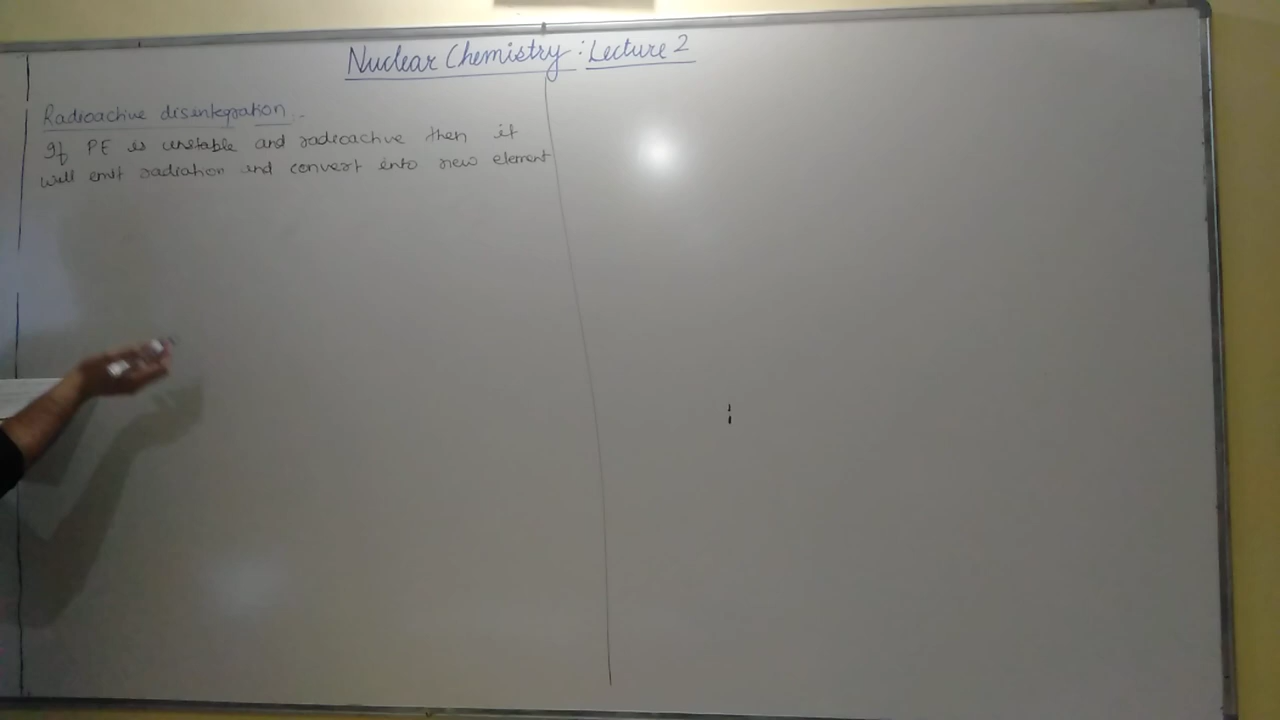 Nuclear Chemistry : Lecture 2
Radioactive disintegration :-
If PE is unstable and radioactive then it
will emit radiation and convert into new element